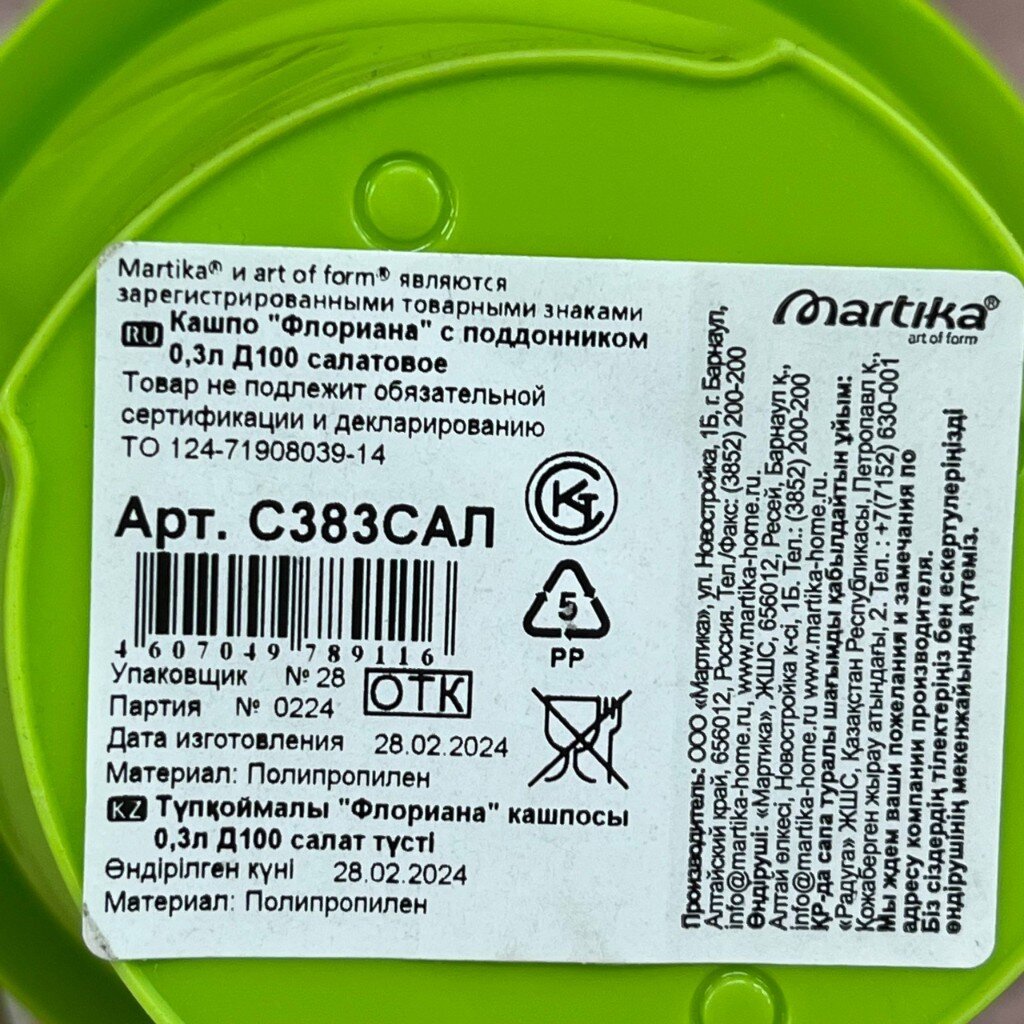 Martika® и art of form® являются
зарегистрированными товарными знаками
RU Кашпо "Флориана" с поддонником
0,3л Д100 салатовое
Товар не подлежит обязательной
сертификации и декларированию
ТО 124-71908039-14
Арт. С383САЛ
4 607049 789116
Упаковщик № 28
Партия № 0224
ОТК
Дата изготовления 28.02.2024
Материал: Полипропилен
KZ Түпқоймалы "Флориана" кашпосы
0,3л Д100 салат түсті
Өндірілген күні 28.02.2024
Материал: Полипропилен
5
PP
Martika®
art of form
Производитель: ООО «Мартика», ул. Новостройка, 1Б, г. Барнаул,
Алтайский край, 656012, Россия. Тел./Факс: (3852) 200-200
info@martika-home.ru, www.martika-home.ru.
Өндіруші: «Мартика», ЖШС, 656012, Ресей, Барнаул қ.,
Алтай өлкесі, Новостройка к-сі, 1Б. Тел.: (3852) 200-200
info@martika-home.ru www.martika-home.ru.
ҚР-да сапа туралы шағымды қабылдайтын ұйым:
«Радуга» ЖШС, Қазақстан Республикасы, Петропавл қ.,
Қожаберген жырау атындағы, 2. Тел. : +7(7152) 630-001
Мы ждем ваши пожелания и замечания по
адресу компании производителя.
Біз сіздердің тілектеріңіз бен ескертулеріңізді
өндірушінің мекенжайында күтеміз.